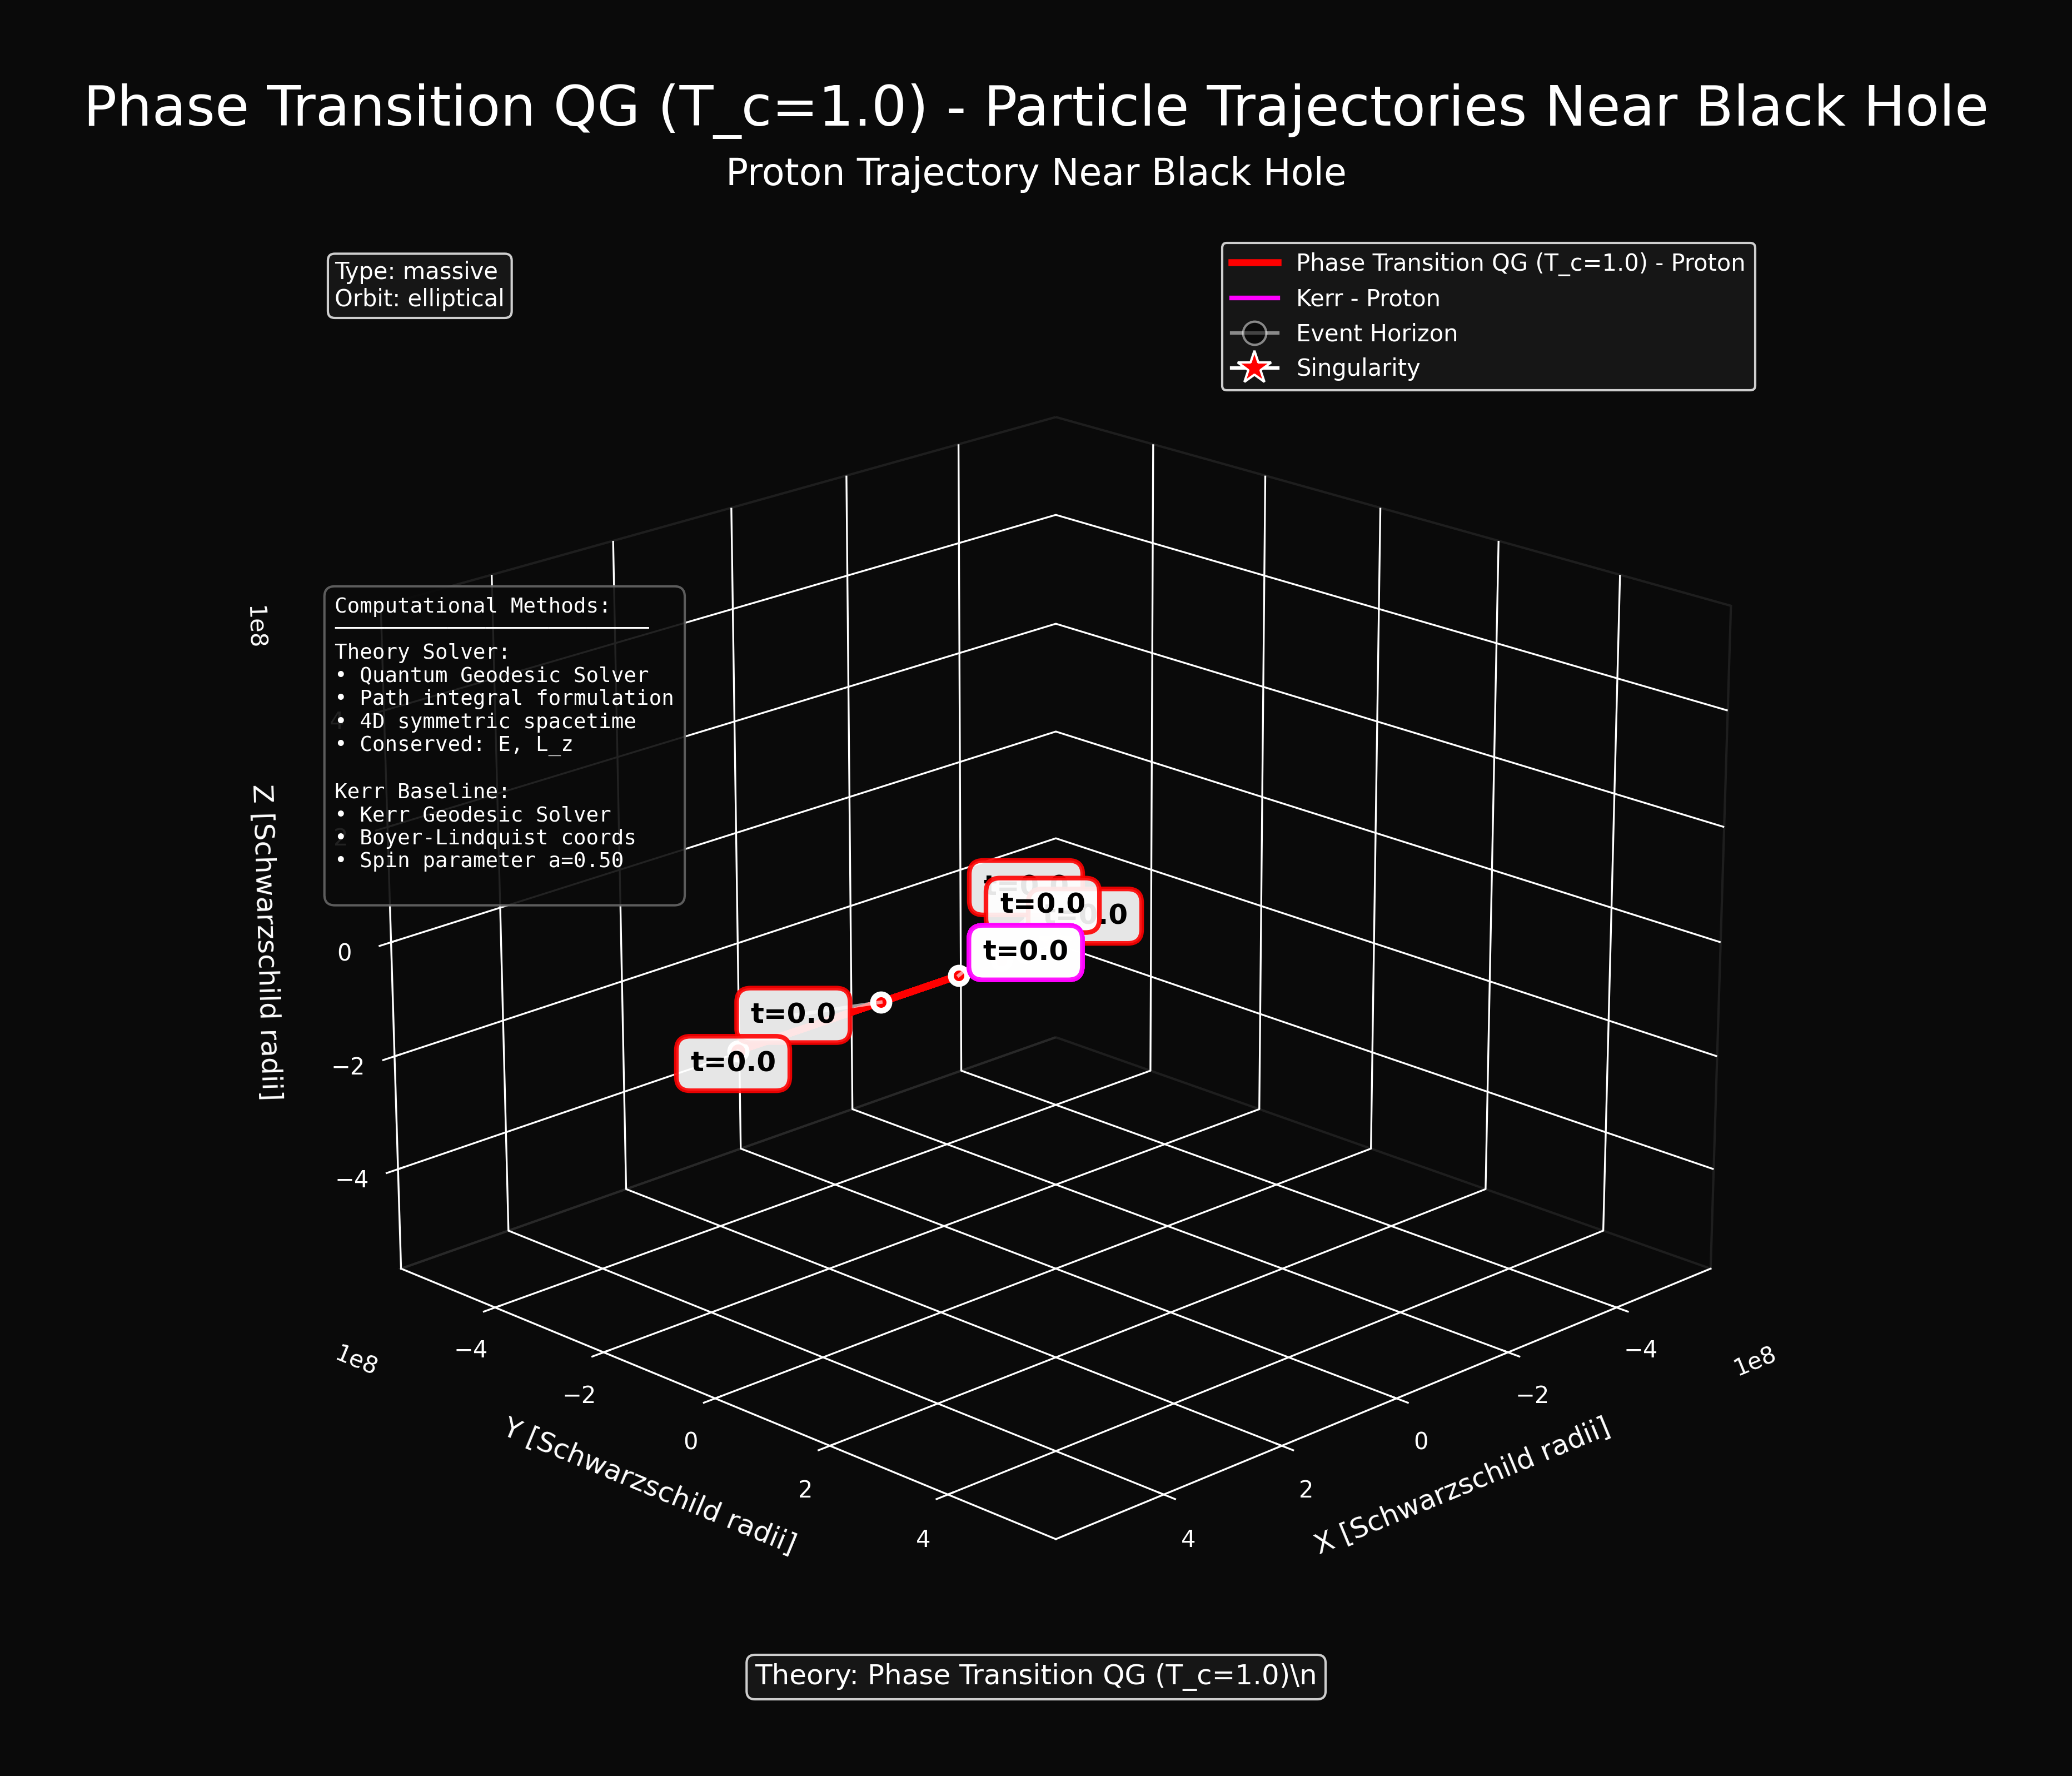 Phase Transition QG (T_c=1.0) - Particle Trajectories Near Black Hole
Proton Trajectory Near Black Hole
Type: massive
Orbit: elliptical
Phase Transition QG (T_c=1.0) - Proton
Kerr - Proton
Event Horizon
Singularity
1e8
Computational Methods:
Theory Solver:
• Quantum Geodesic Solver
• Path integral formulation
• 4D symmetric spacetime
• Conserved: E, L_z
Kerr Baseline:
• Kerr Geodesic Solver
• Boyer-Lindquist coords
• Spin parameter a=0.50
4
2
0
−2
−4
Z [Schwarzschild radii]
t=0.0
t=0.0
t=0.0
t=0.0
t=0.0
t=0.0
1e8
−4
−2
0
2
4
Y [Schwarzschild radii]
4
2
0
−2
−4
1e8
X [Schwarzschild radii]
Theory: Phase Transition QG (T_c=1.0)\n